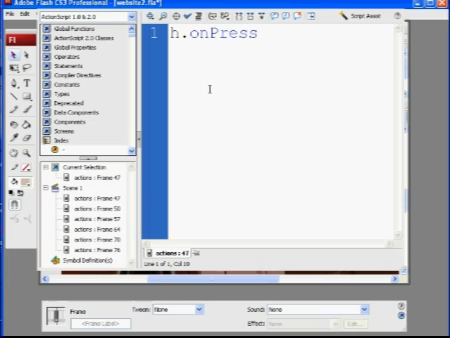 Adobe Flash CS3 Professional - [website2.fla*]
File Edit
ActionScript 1.0 & 2.0
Script Assist
Fl
Global Functions
ActionScript 2.0 Classes
Global Properties
Operators
Statements
Compiler Directives
Constants
Types
Deprecated
Data Components
Components
Screens
Index
1 h.onPress
Current Selection
actions : Frame 47
Scene 1
actions : Frame 47
actions : Frame 50
actions : Frame 57
actions : Frame 64
actions : Frame 70
actions : Frame 76
Symbol Definition(s)
actions : 47
Line 1 of 1, Col 10
Frame
<Frame Label>
Tween: None
Sound: None
Effect: None
Edit...